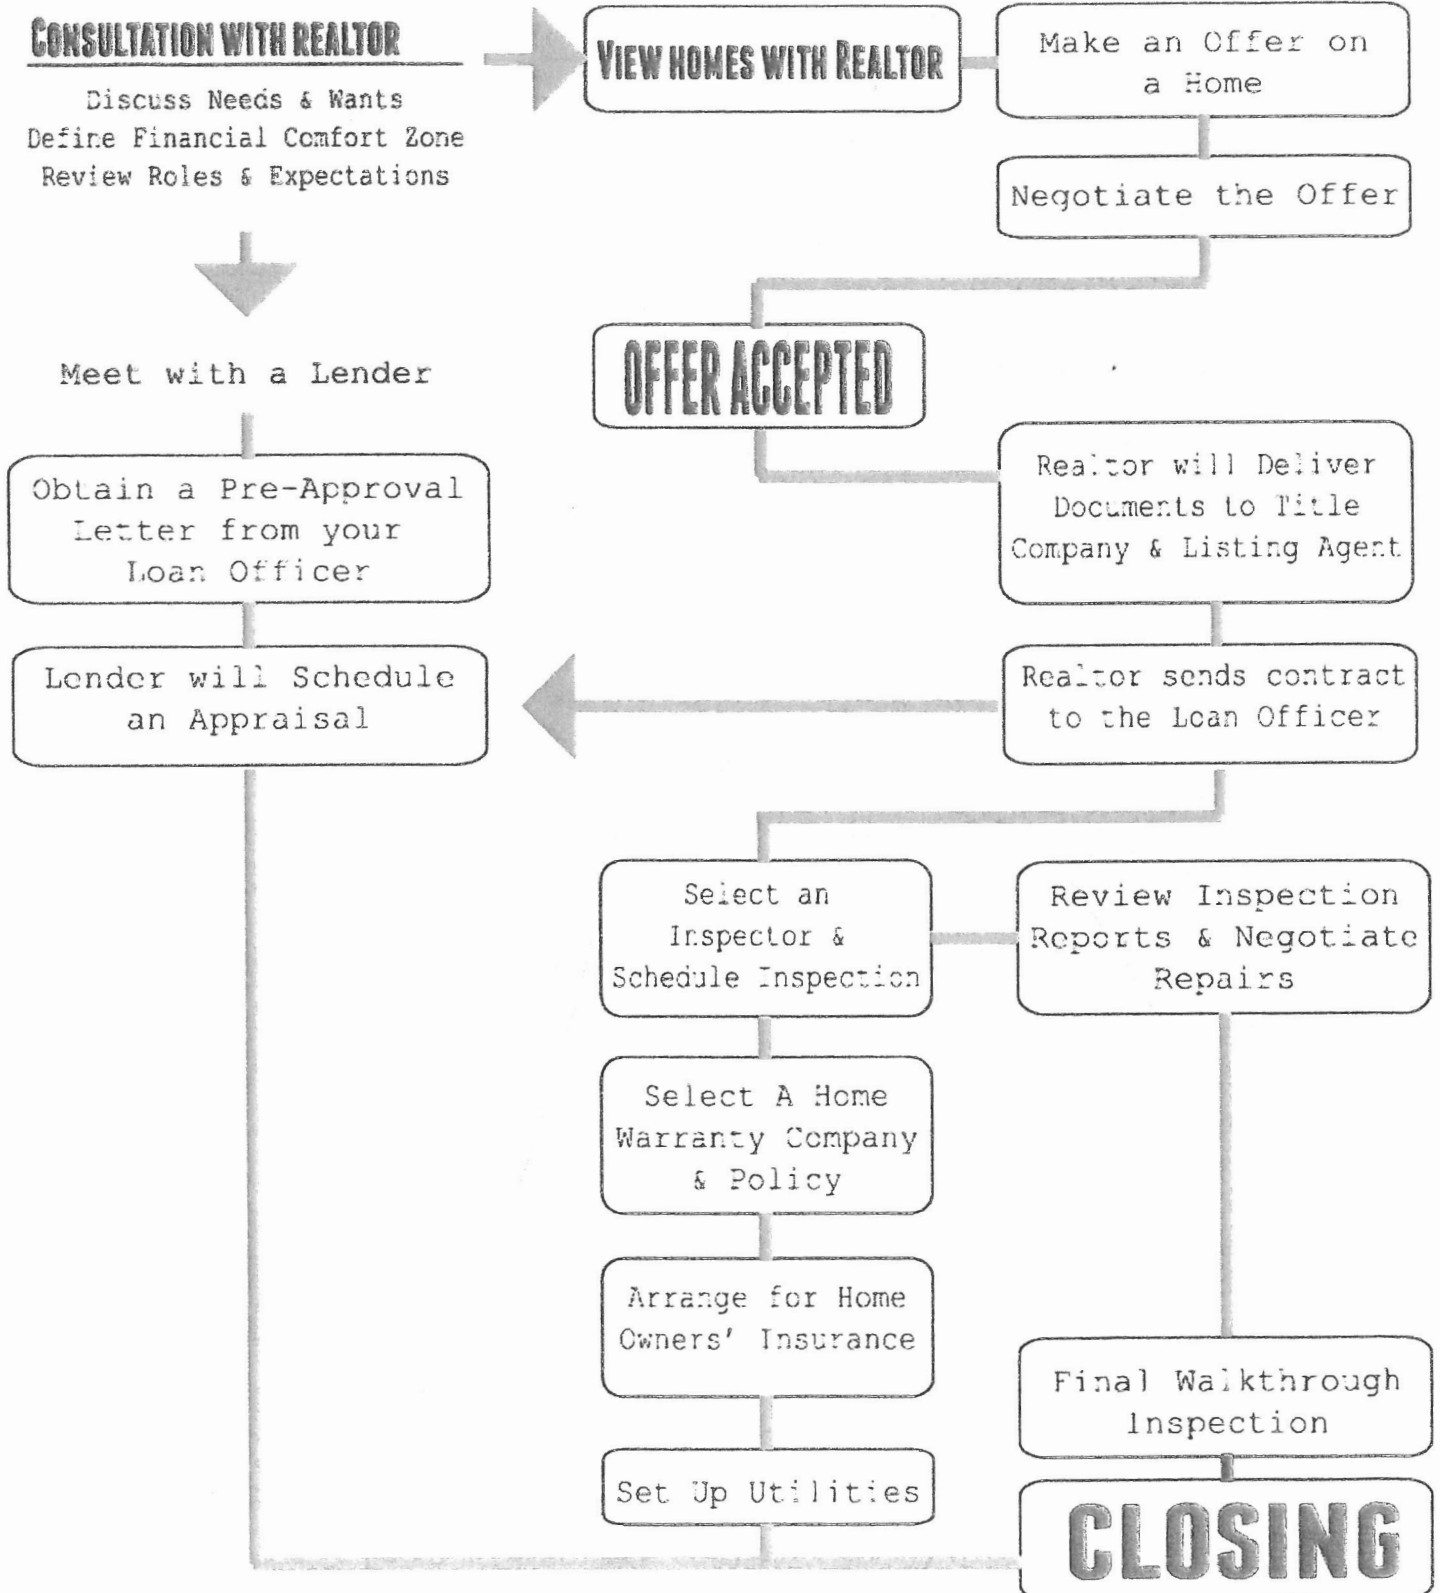 CONSULTATION WITH REALTOR
Discuss Needs & Wants
Define Financial Comfort Zone
Review Roles & Expectations
Meet with a Lender
Obtain a Pre-Approval
Letter from your
Loan Officer
Lender will Schedule
an Appraisal
VIEW HOMES WITH REALTOR
Make an Offer on
a Home
Negotiate the Offer
OFFER ACCEPTED
Realtor will Deliver
Documents to Title
Company & Listing Agent
Realtor sends contract
to the Loan Officer
Select an
Inspector &
Schedule Inspection
Review Inspection
Reports & Negotiate
Repairs
Select A Home
Warranty Company
& Policy
Arrange for Home
Owners' Insurance
Set Up Utilities
Final Walkthrough
Inspection
CLOSING